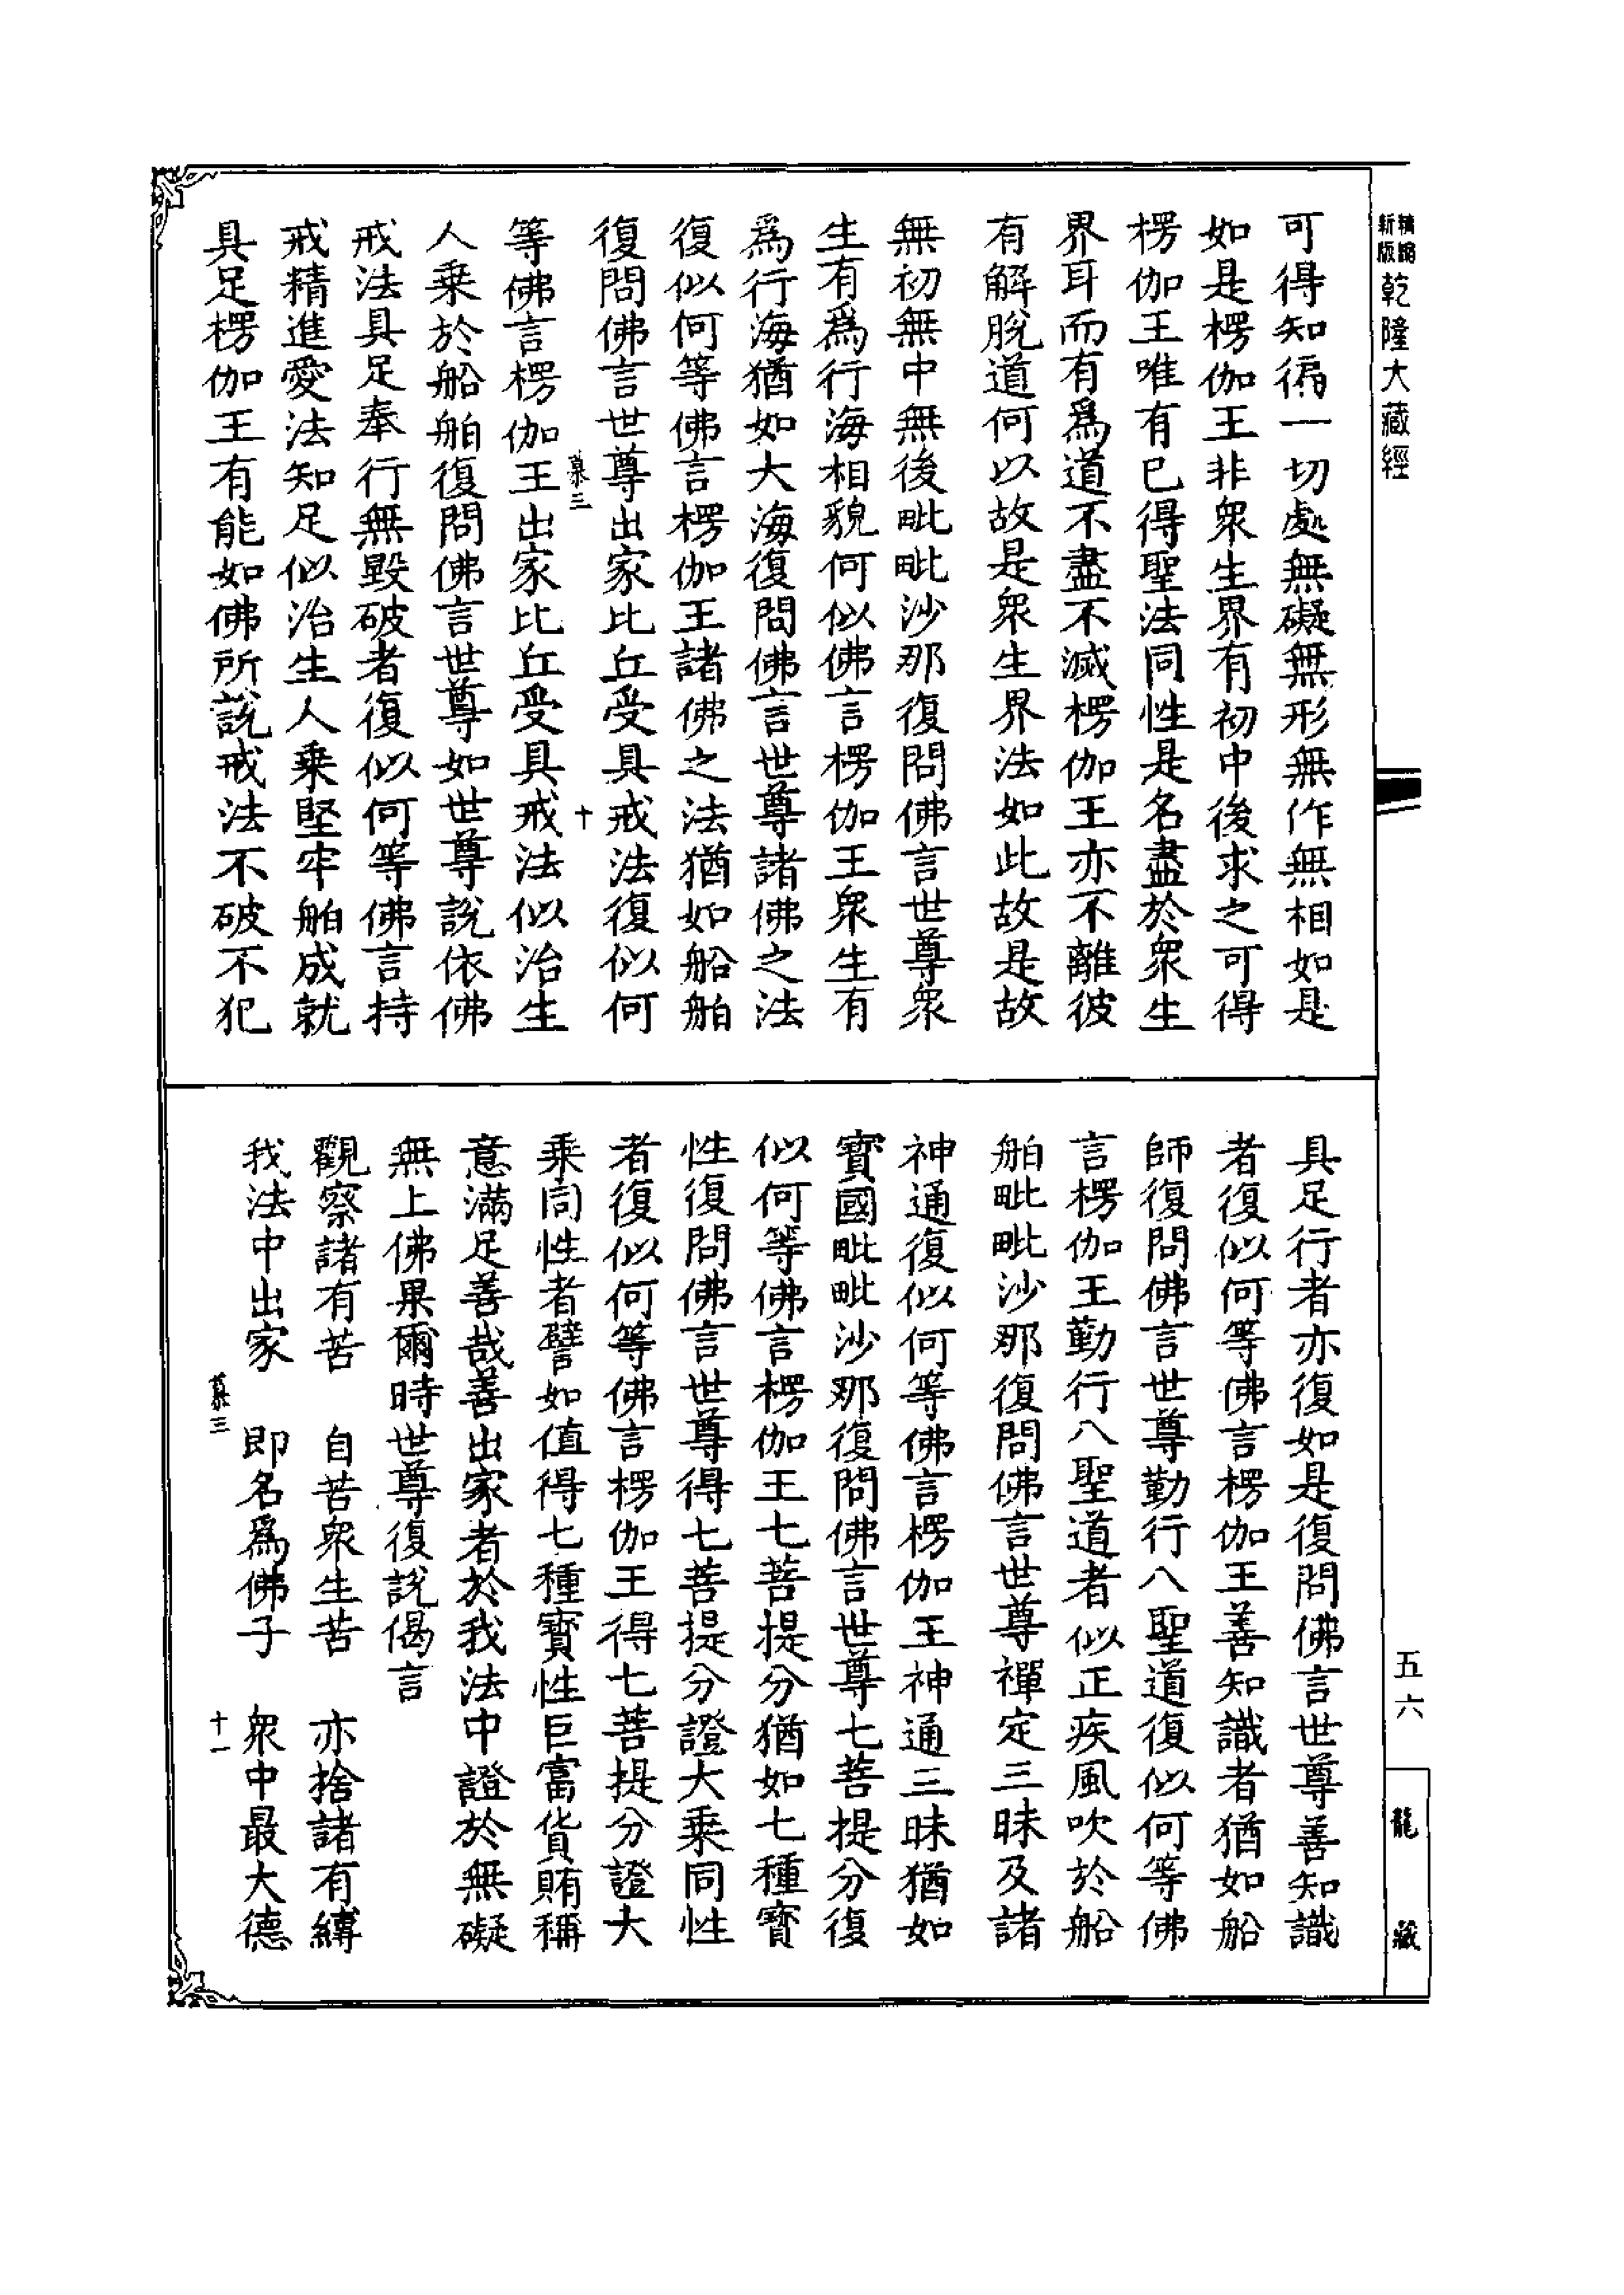 新版精縮乾隆大藏經
可得知徧一切處無礙無形無作無相如是
如是楞伽王非衆生界有初中後求之可得
楞伽王唯有已得聖法同性是名盡於衆生
界耳而有爲道不盡不滅楞伽王亦不離彼
有解脫道何以故是衆生界法如此故是故
無初無中無後毗毗沙那復問佛言世尊衆
生有爲行海相貌何似佛言楞伽王衆生有
爲行海猶如大海復問佛言世尊諸佛之法
復似何等佛言楞伽王諸佛之法猶如船舶
復問佛言世尊出家比丘受具戒法復似何
慕三
十
等佛言楞伽王出家比丘受具戒法似治生
人乗於船舶復問佛言世尊如世尊說依佛
戒法具足奉行無毀破者復似何等佛言持
戒精進愛法知足似治生人乗堅牢舶成就
具足楞伽王有能如佛所說戒法不破不犯
具足行者亦復如是復問佛言世尊善知識
者復似何等佛言楞伽王善知識者猶如船
師復問佛言世尊勤行八聖道復似何等佛
言楞伽王勤行八聖道者似正疾風吹於船
舶毗毗沙那復問佛言世尊禪定三昧及諸
神通復似何等佛言楞伽王神通三昧猶如
寳國毗毗沙那復問佛言世尊七菩提分復
似何等佛言楞伽王七菩提分猶如七種寳
性復問佛言世尊得七菩提分證大乗同性
者復似何等佛言楞伽王得七菩提分證大
乗同性者譬如值得七種寳性巨富貨賄稱
意滿足善哉善出家者於我法中證於無礙
無上佛果爾時世尊復說偈言
觀察諸有苦　自苦衆生苦　亦捨諸有縛
我法中出家　即名爲佛子　衆中最大德
慕三
十一
五六
龍藏